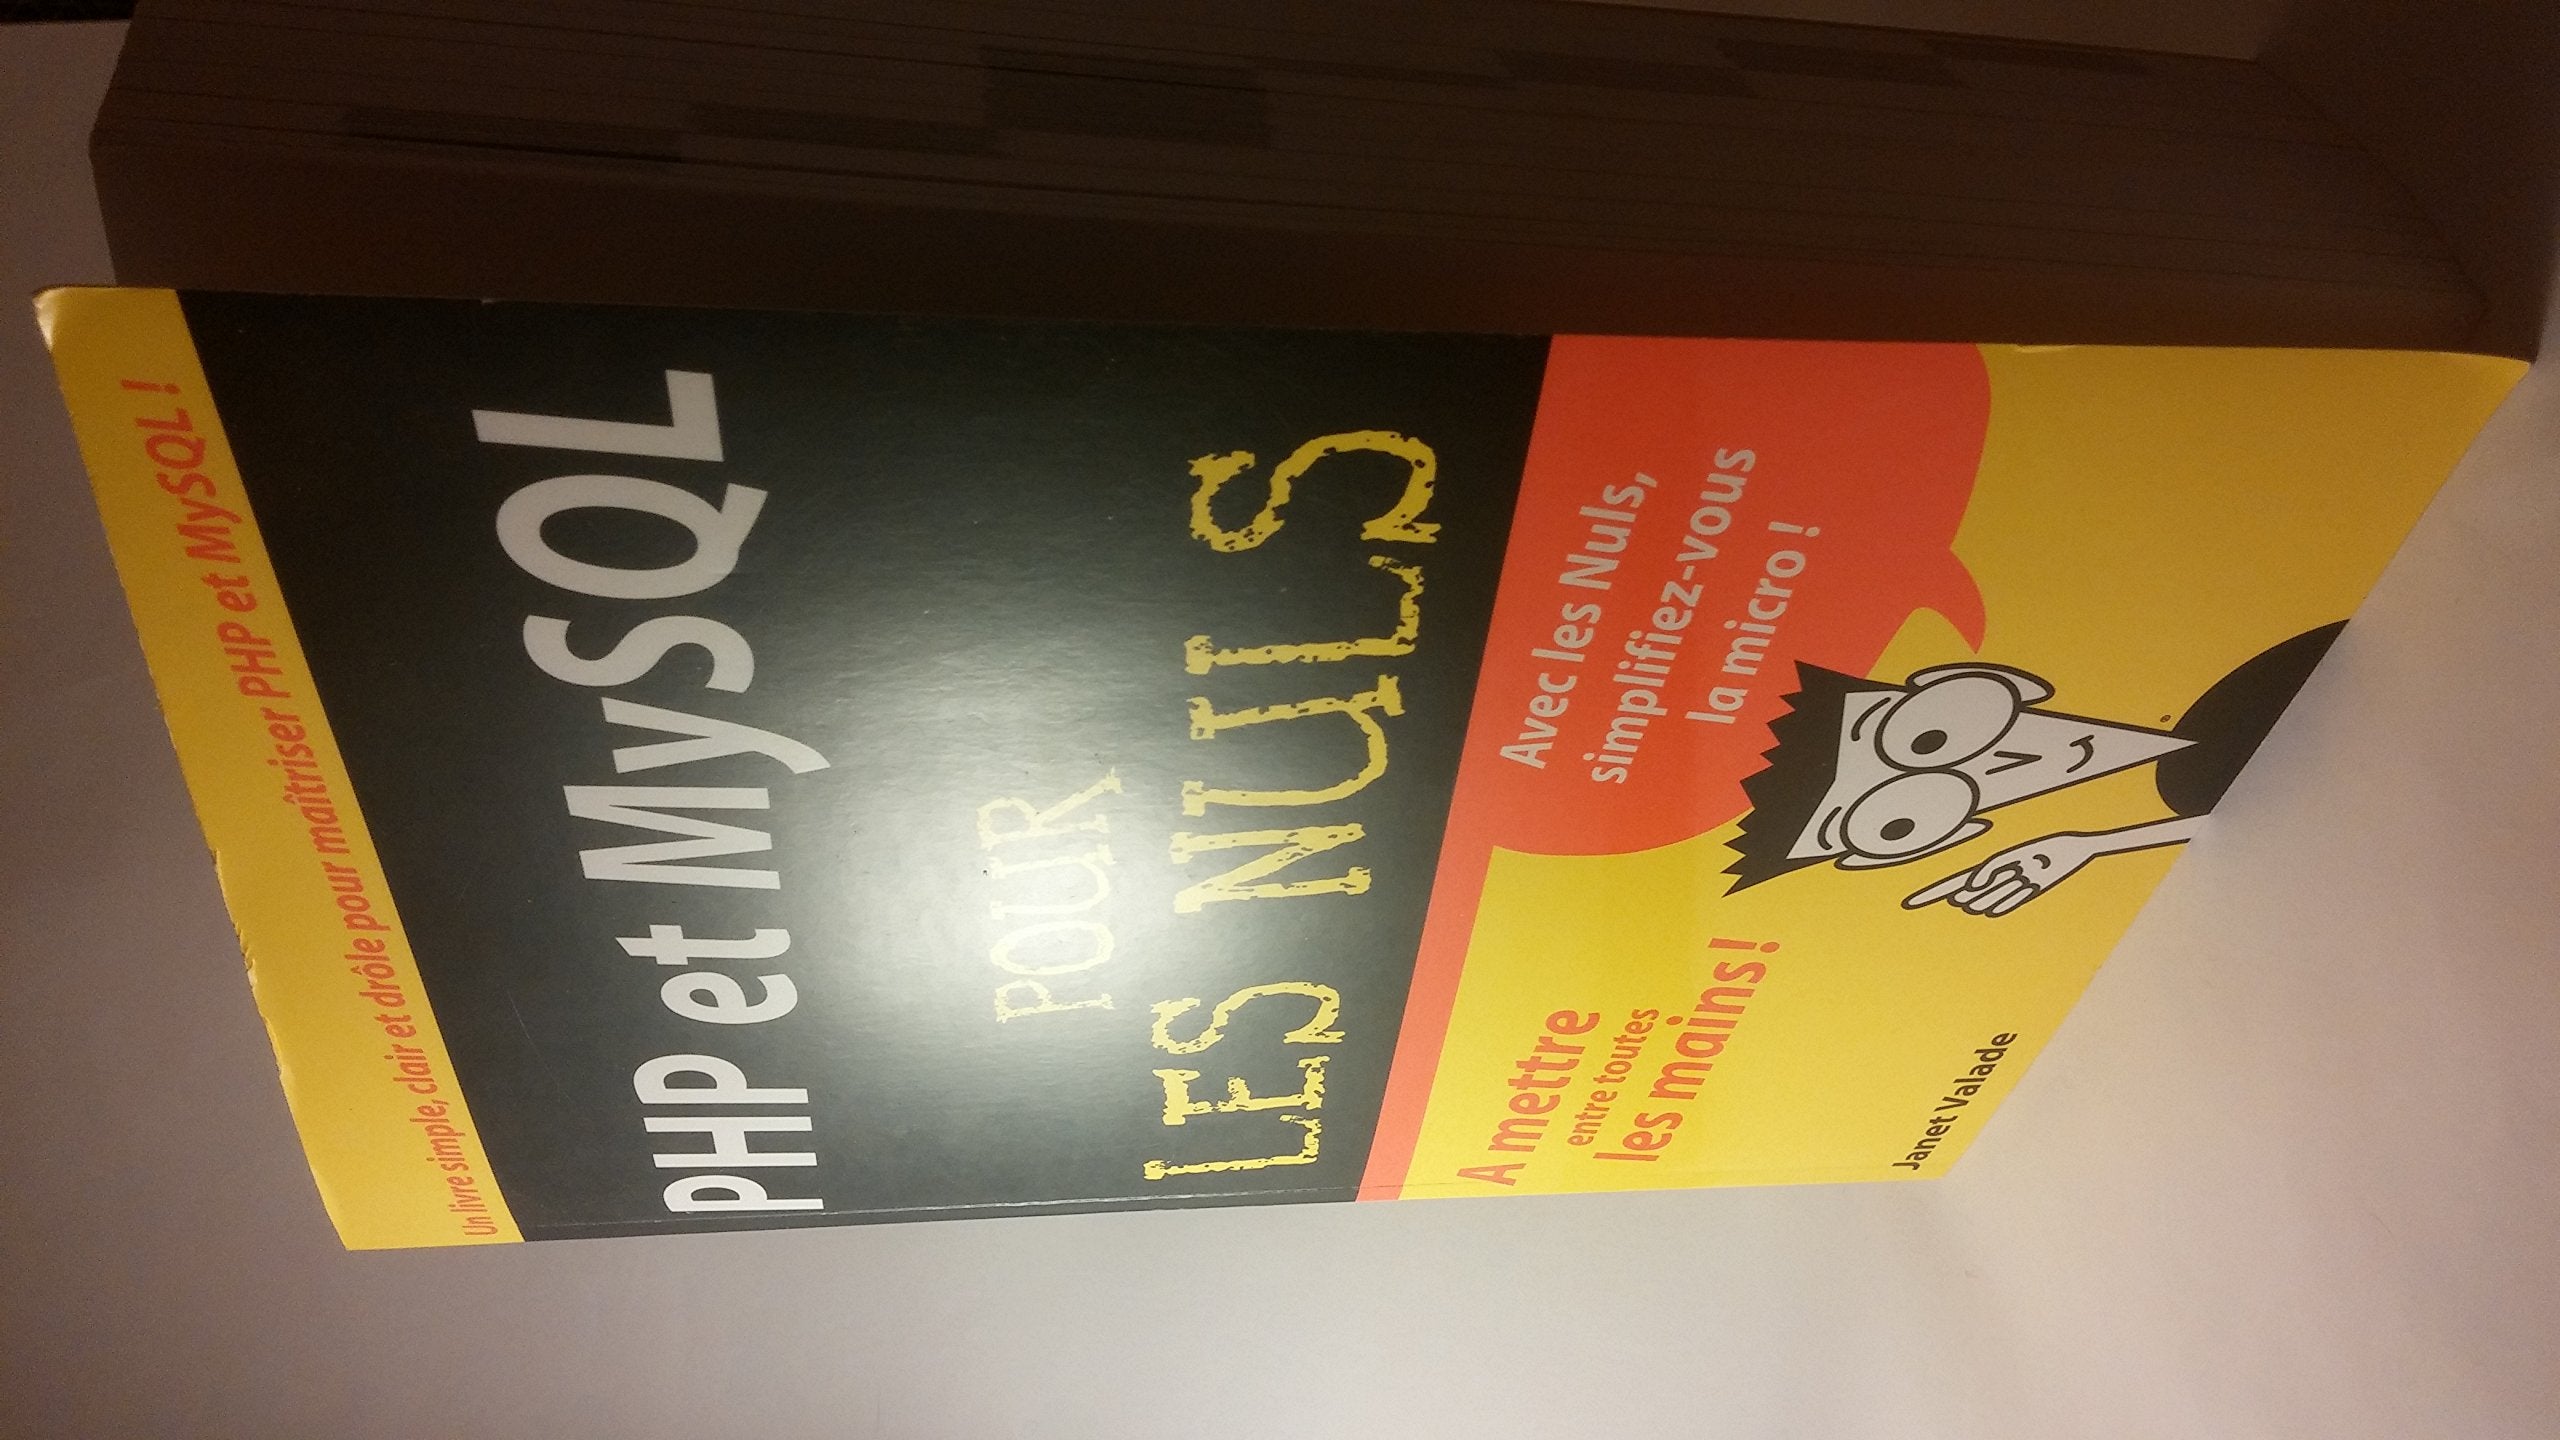 Un livre simple, clair et drôle pour maîtriser PHP et MySQL !
PHP et MySQL
POUR
LES NULS
Avec les Nuls,
simplifiez-vous
la micro !
A mettre
entre toutes
les mains !
Janet Valade